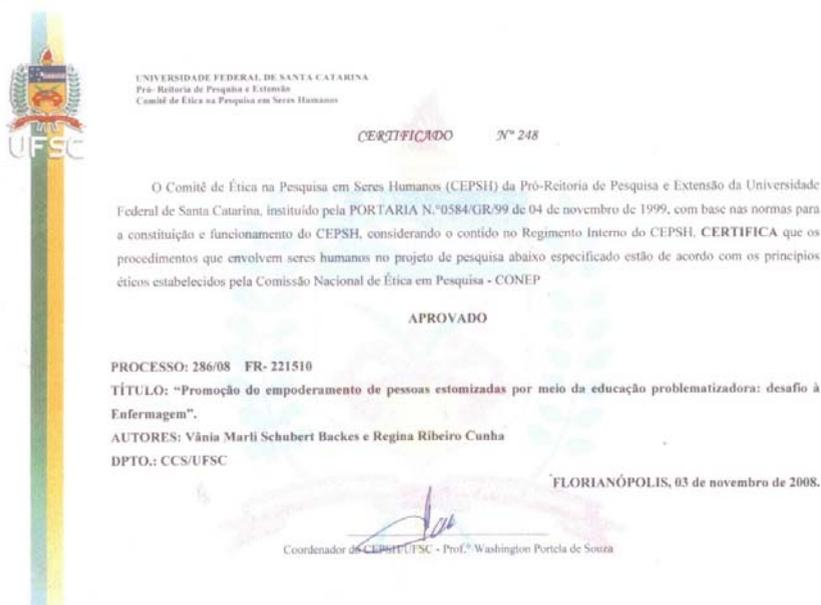 UNIVERSIDADE FEDERAL DE SANTA CATARINA
Pró-Reitoria de Pesquisa e Extensão
Comitê de Ética na Pesquisa em Seres Humanos
UFSC
CERTIFICADO Nº 248
O Comitê de Ética na Pesquisa em Seres Humanos (CEPSH) da Pró-Reitoria de Pesquisa e Extensão da Universidade
Federal de Santa Catarina, instituído pela PORTARIA N.º0584/GR/99 de 04 de novembro de 1999, com base nas normas para
a constituição e funcionamento do CEPSH, considerando o contido no Regimento Interno do CEPSH, CERTIFICA que os
procedimentos que envolvem seres humanos no projeto de pesquisa abaixo especificado estão de acordo com os princípios
éticos estabelecidos pela Comissão Nacional de Ética em Pesquisa - CONEP
APROVADO
PROCESSO: 286/08 FR- 221510
TÍTULO: “Promoção do empoderamento de pessoas estomizadas por meio da educação problematizadora: desafio à
Enfermagem”.
AUTORES: Vânia Marli Schubert Backes e Regina Ribeiro Cunha
DPTO.: CCS/UFSC
FLORIANÓPOLIS, 03 de novembro de 2008.
Coordenador do CEPSH/UFSC - Prof.º Washington Portela de Souza